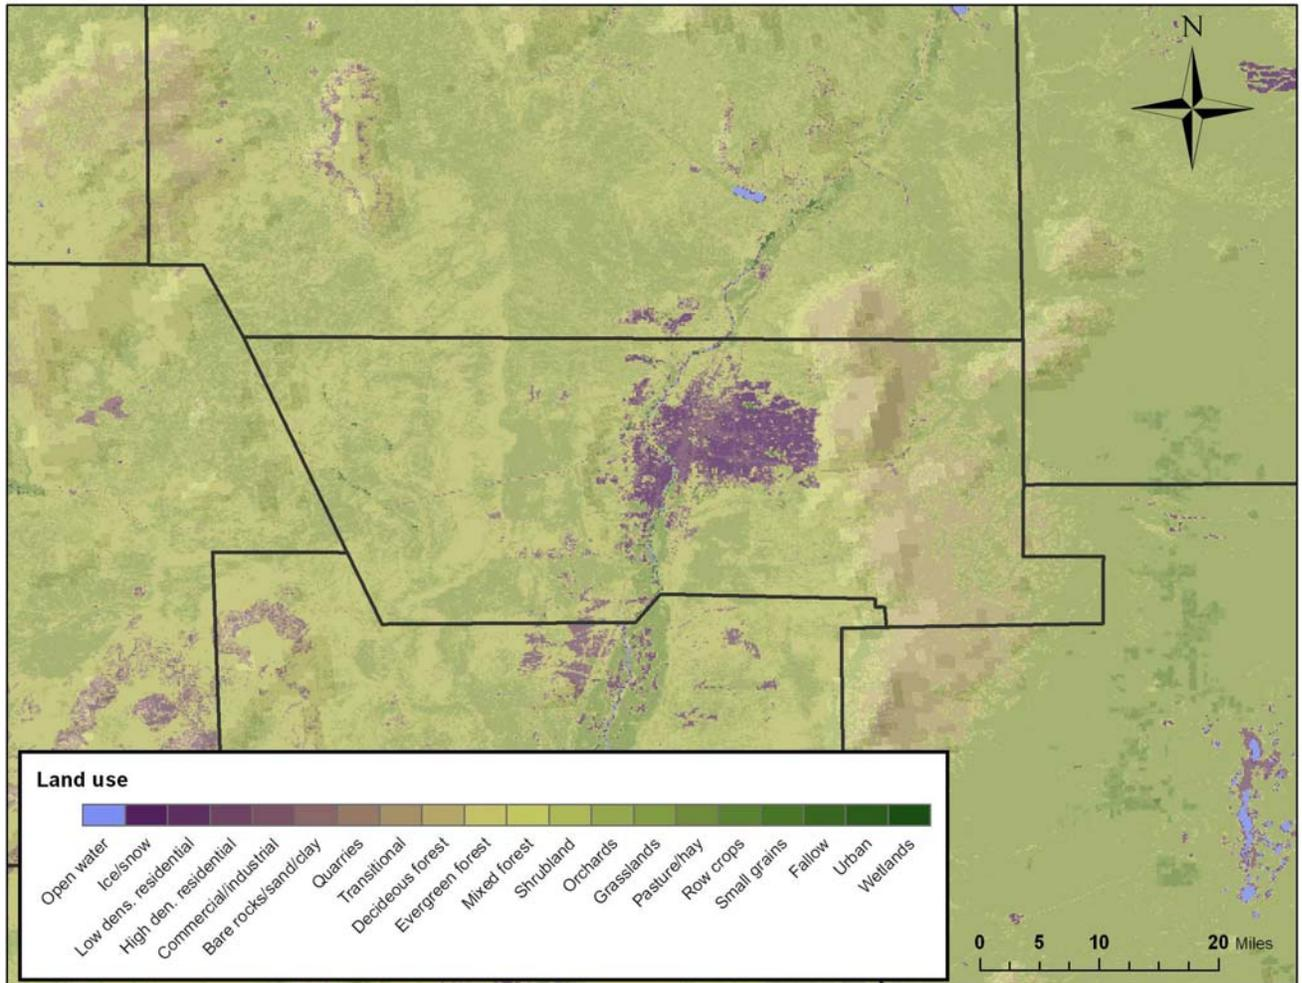 N
Land use
Open water
Ice/snow
Low dens. residential
High den. residential
Commercial/industrial
Bare rocks/sand/clay
Quarries
Transitional
Decideous forest
Evergreen forest
Mixed forest
Shrubland
Orchards
Grasslands
Pasture/hay
Row crops
Small grains
Fallow
Urban
Wetlands
0 5 10 20 Miles